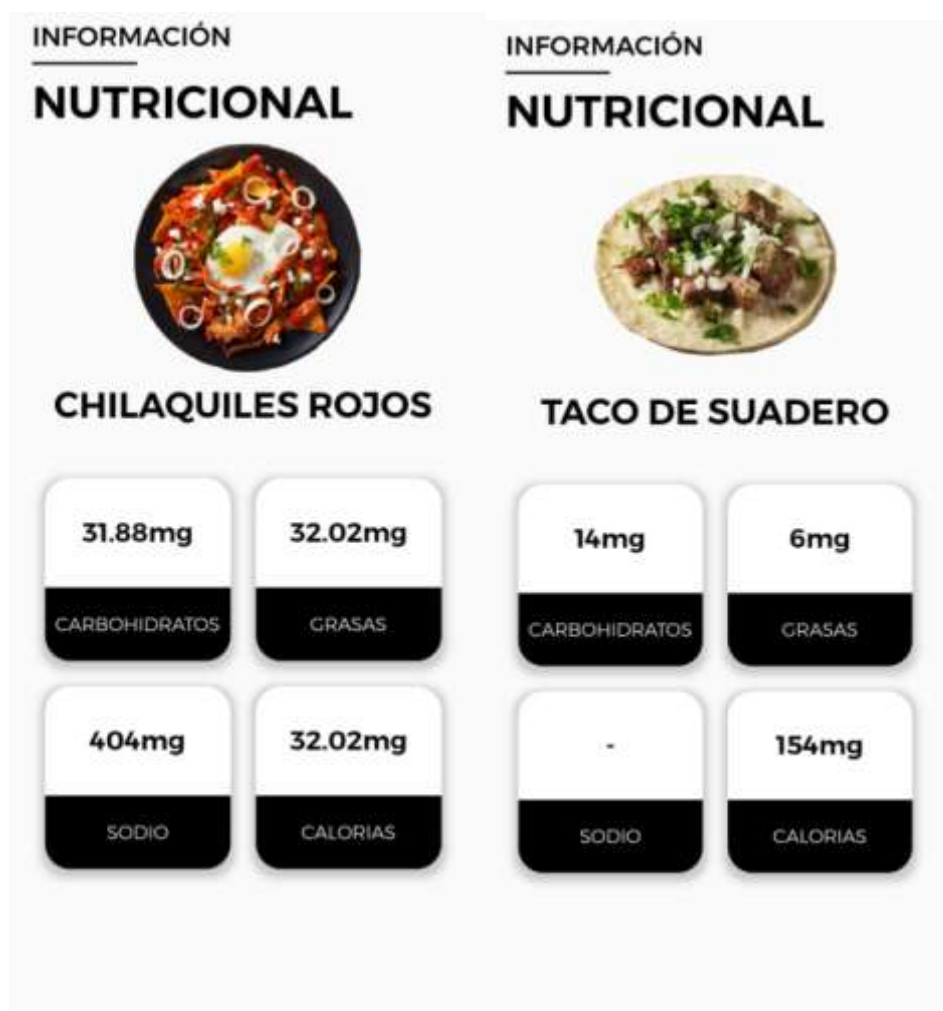 INFORMACIÓN
NUTRICIONAL
CHILAQUILES ROJOS
31.88mg
32.02mg
CARBOHIDRATOS
GRASAS
404mg
32.02mg
SODIO
CALORIAS
INFORMACIÓN
NUTRICIONAL
TACO DE SUADERO
14mg
6mg
CARBOHIDRATOS
GRASAS
-
154mg
SODIO
CALORIAS